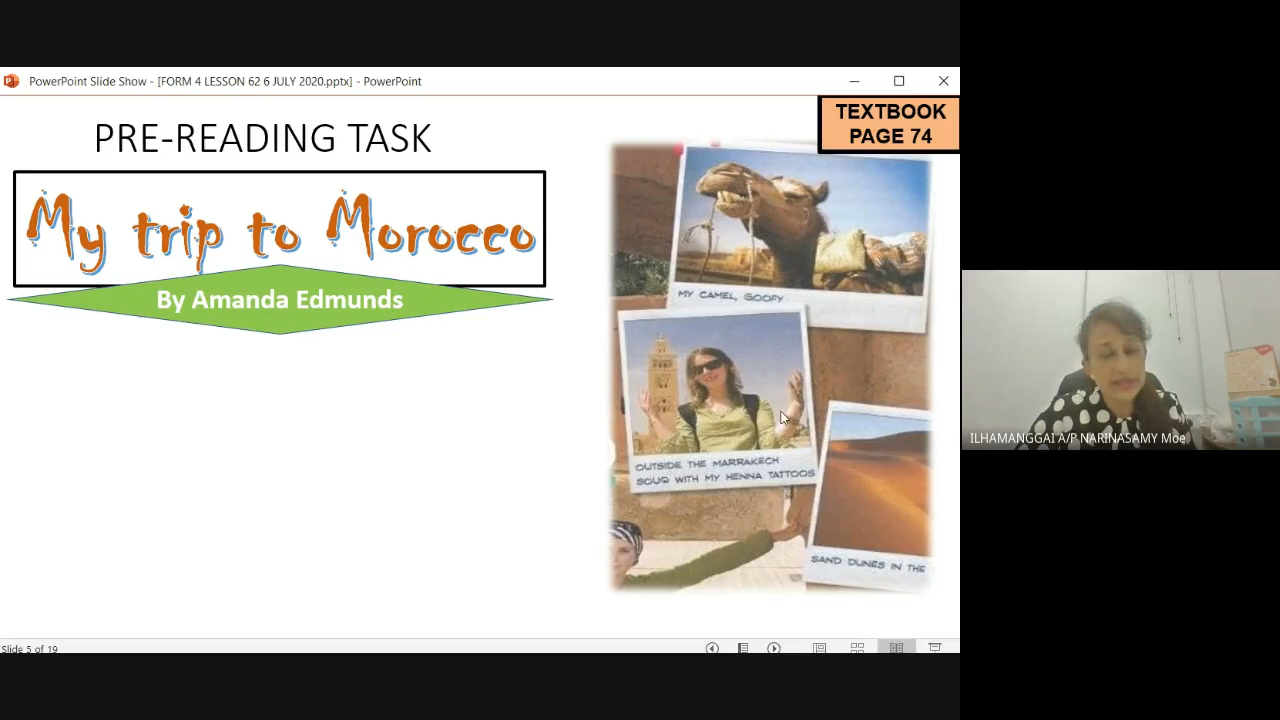 PowerPoint Slide Show - [FORM 4 LESSON 62 6 JULY 2020.pptx] - PowerPoint
TEXTBOOK
PAGE 74
PRE-READING TASK
My trip to Morocco
By Amanda Edmunds
MY CAMEL, GOOFY
OUTSIDE THE MARRAKECH
SOUQ WITH MY HENNA TATTOOS
SAND DUNES IN THE
ILHAMANGGAI A/P NARINASAMY Moe
Slide 5 of 19